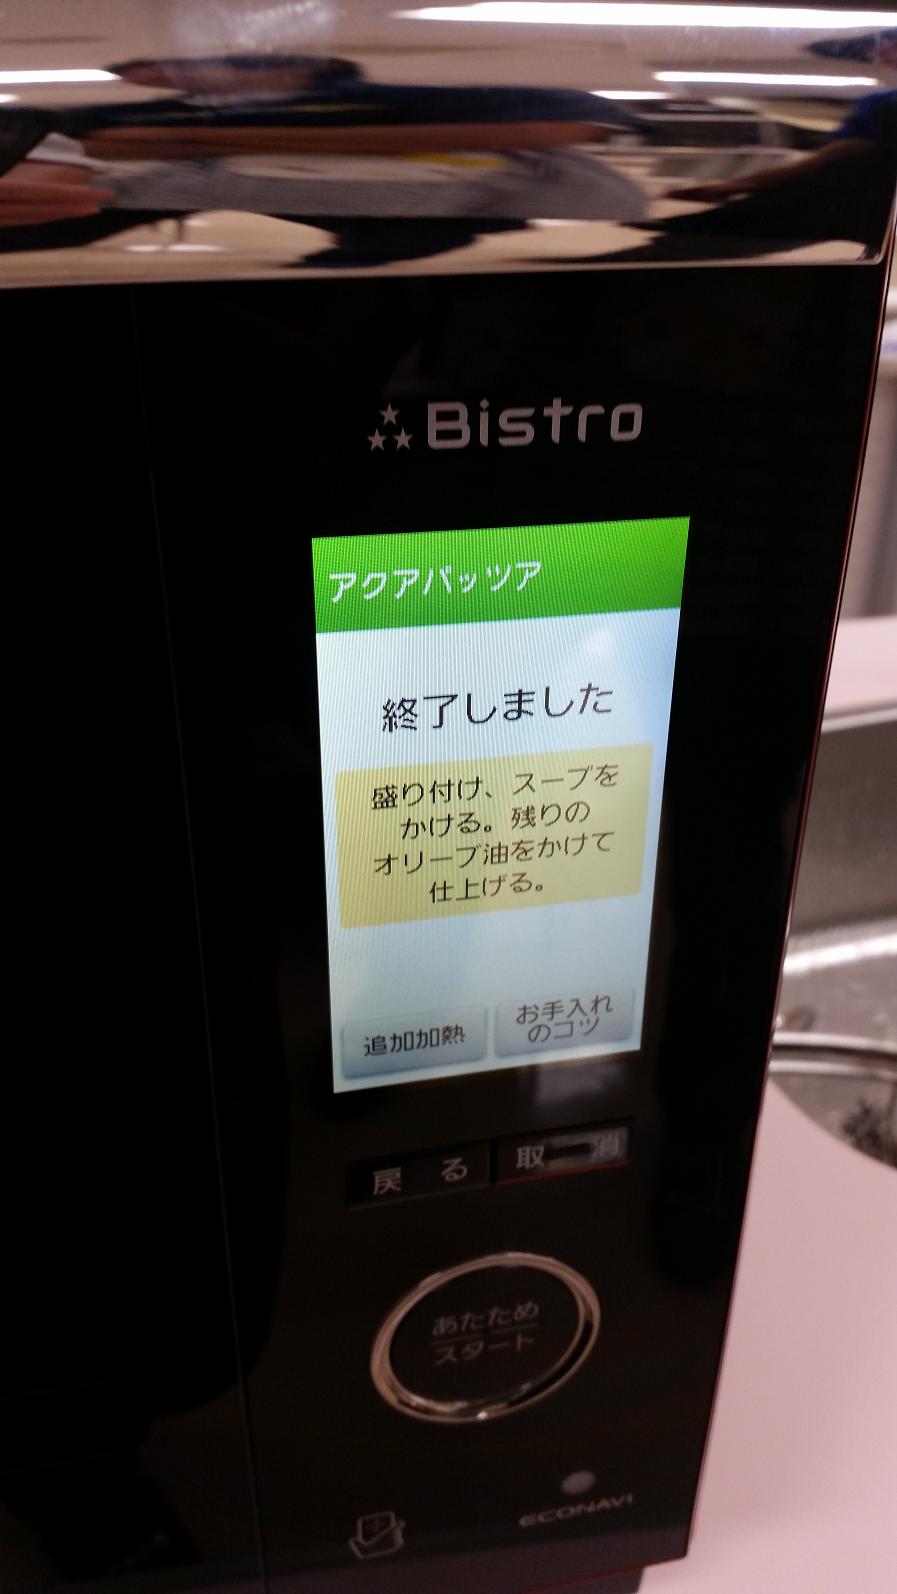 Bistro
アクアパッツア
終了しました
盛り付け、スープを
かける。残りの
オリーブ油をかけて
仕上げる。
追加加熱
お手入れ
のコツ
戻る
取消
あたため
スタート
ECONAVI